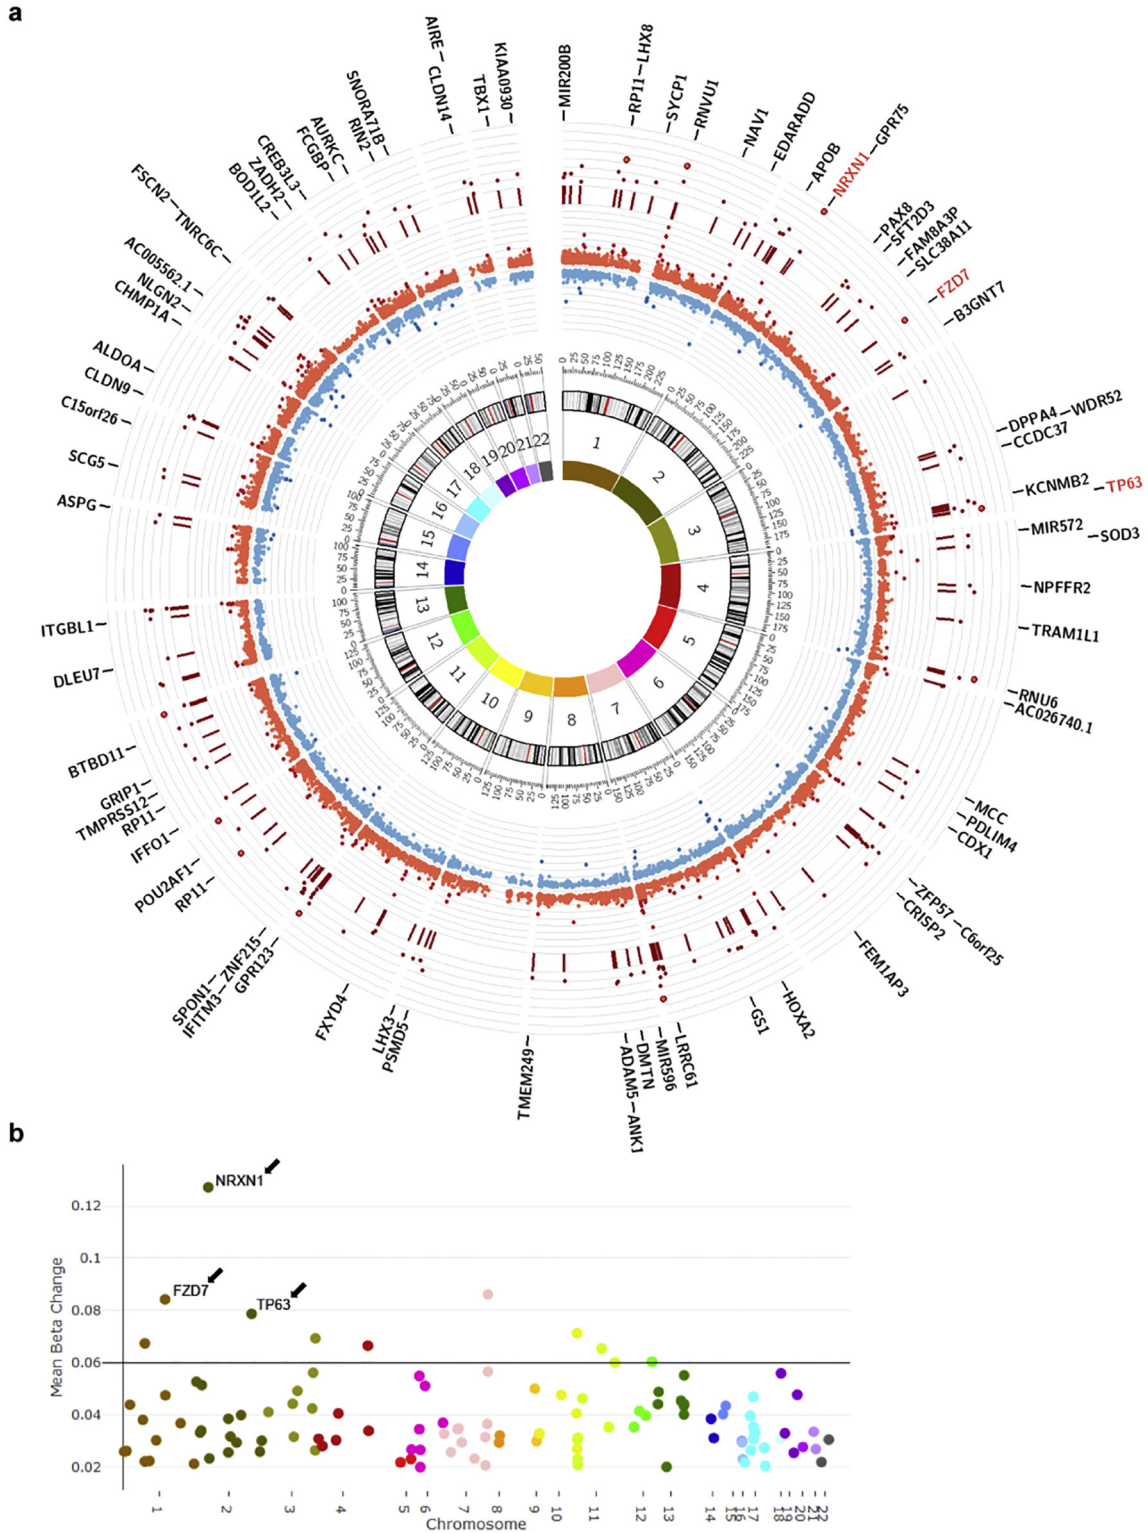 a
AIRE – CLDN14
TBX1
KIAA0930
MIR200B
RP11–LHX8
SYCP1
RNVU1
NAV1
EDARADD
APOB
NRXN1–GPR75
PAX8
SFT2D3
FAM8A3P
SLC38A11
FZD7
B3GNT7
DPPA4–WDR52
CCDC37
KCNMB2 –TP63
MIR572
SOD3
NPFFR2
TRAM1L1
RNU6
AC026740.1
MCC
PDLIM4
CDX1
ZFP57 –C6orf25
CRISP2
FEM1AP3
HOXA2
GS1
LRRC61
MIR596
DMTN
ADAM5–ANK1
TMEM249
PSMD5
LHX3
FXYD4
GPR123
IFITM3–ZNF215
SPON1
RP11
POU2AF1
IFFO1
RP11
TMPRSS12
GRIP1
BTBD11
DLEU7
ITGBL1
ASPG
SCG5
C15orf26
CLDN9
ALDOA
CHMP1A
NLGN2
AC005562.1
FSCN2–TNRC6C
BOD1L2
ZADH2
CREB3L3
FCGBP
AURKC
RIN2
SNORA71B
1
2
3
4
5
6
7
8
9
10
11
12
13
14
15
16
17
18
19
20
21
22
b
NRXN1
FZD7
TP63
0.12
0.1
0.08
0.06
0.04
0.02
Mean Beta Change
1 2 3 4 5 6 7 8 9 10 11 12 13 14 15 16 17 18 19 20 21 22
Chromosome